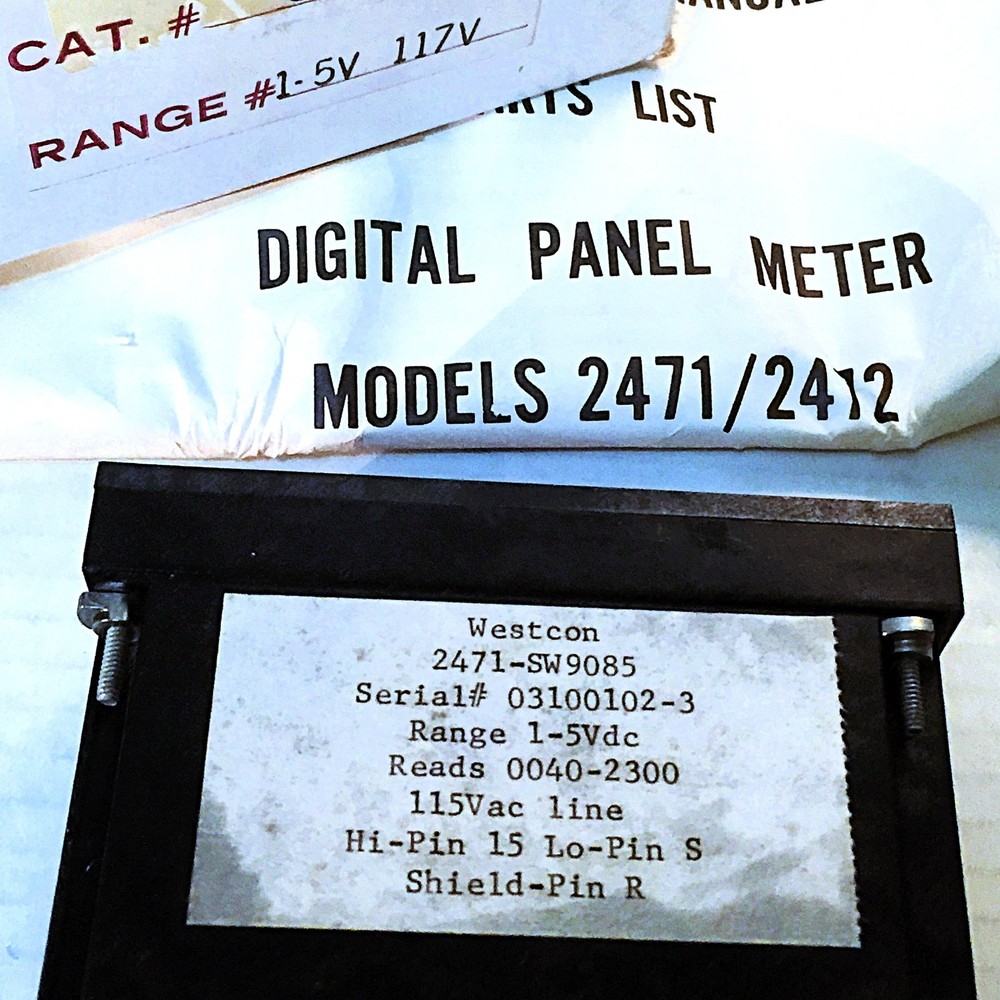 CAT. #
RANGE #1-5V 117V
LIST
DIGITAL PANEL METER
MODELS 2471/2472
Westcon
2471-SW9085
Serial# 03100102-3
Range 1-5Vdc
Reads 0040-2300
115Vac line
Hi-Pin 15 Lo-Pin S
Shield-Pin R